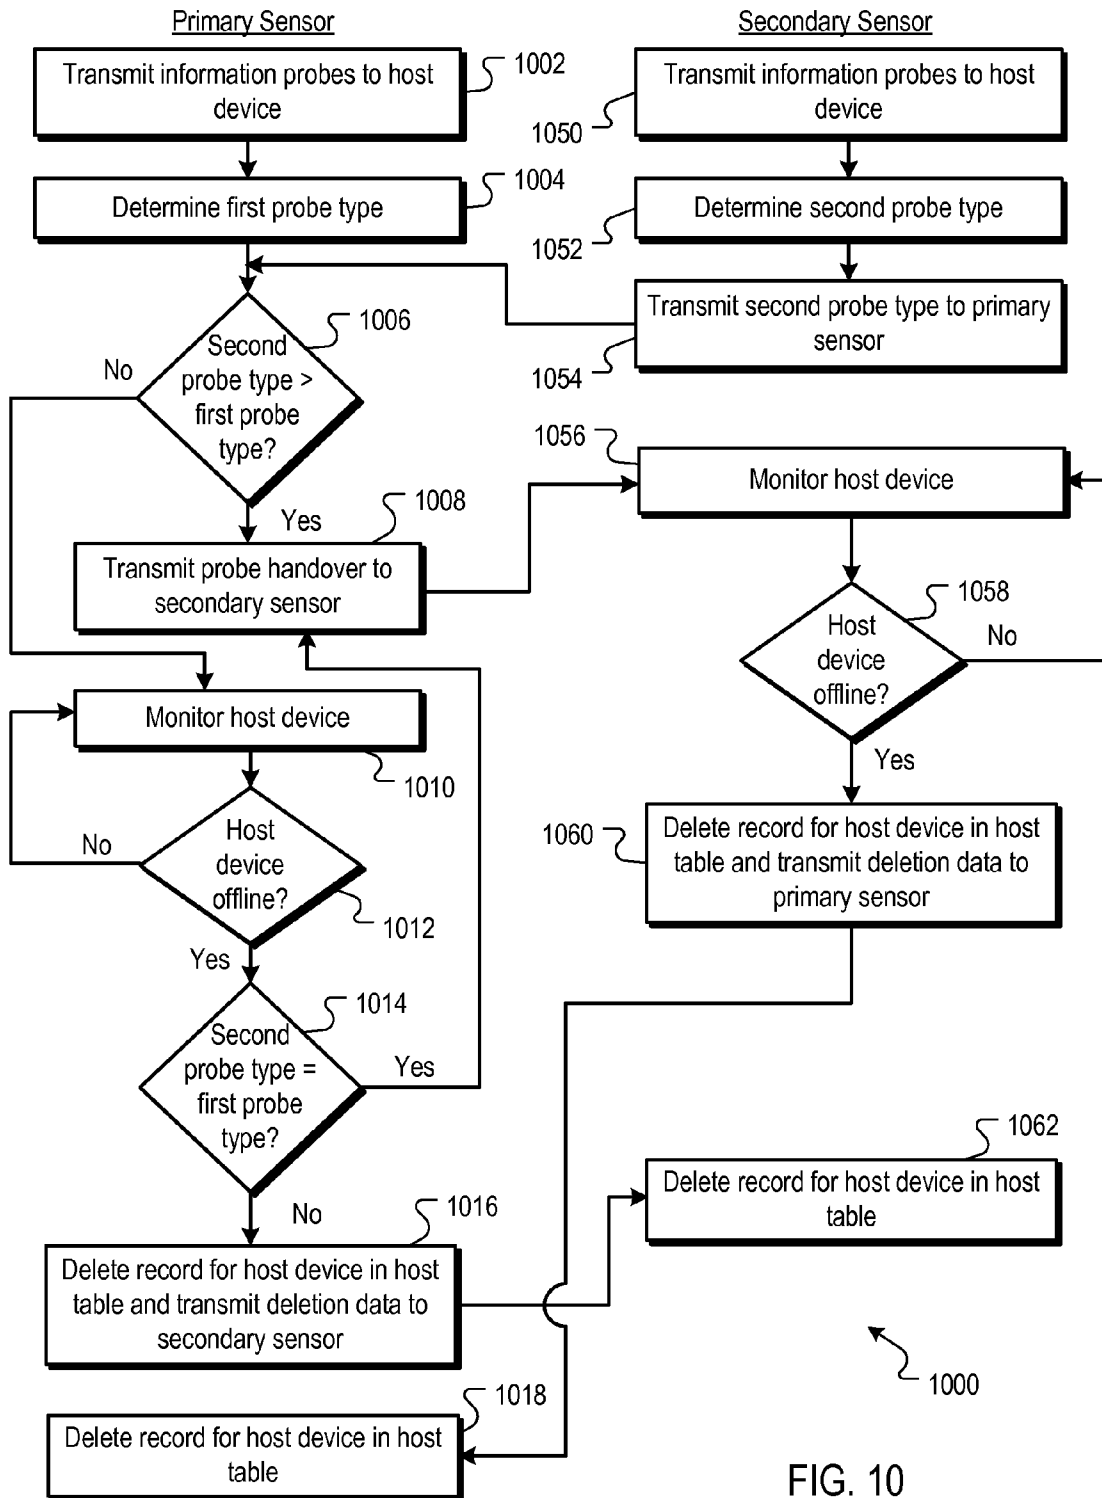 Primary Sensor
Transmit information probes to host
device
1002
Determine first probe type
1004
Second
probe type >
first probe
type?
1006
No
Yes
Transmit probe handover to
secondary sensor
1008
Monitor host device
1010
Host
device
offline?
1012
No
Yes
Second
probe type =
first probe
type?
1014
Yes
No
Delete record for host device in host
table and transmit deletion data to
secondary sensor
1016
Delete record for host device in host
table
1018
Secondary Sensor
Transmit information probes to host
device
1050
Determine second probe type
1052
Transmit second probe type to primary
sensor
1054
Monitor host device
1056
Host
device
offline?
1058
No
Yes
Delete record for host device in host
table and transmit deletion data to
primary sensor
1060
Delete record for host device in host
table
1062
1000
FIG. 10